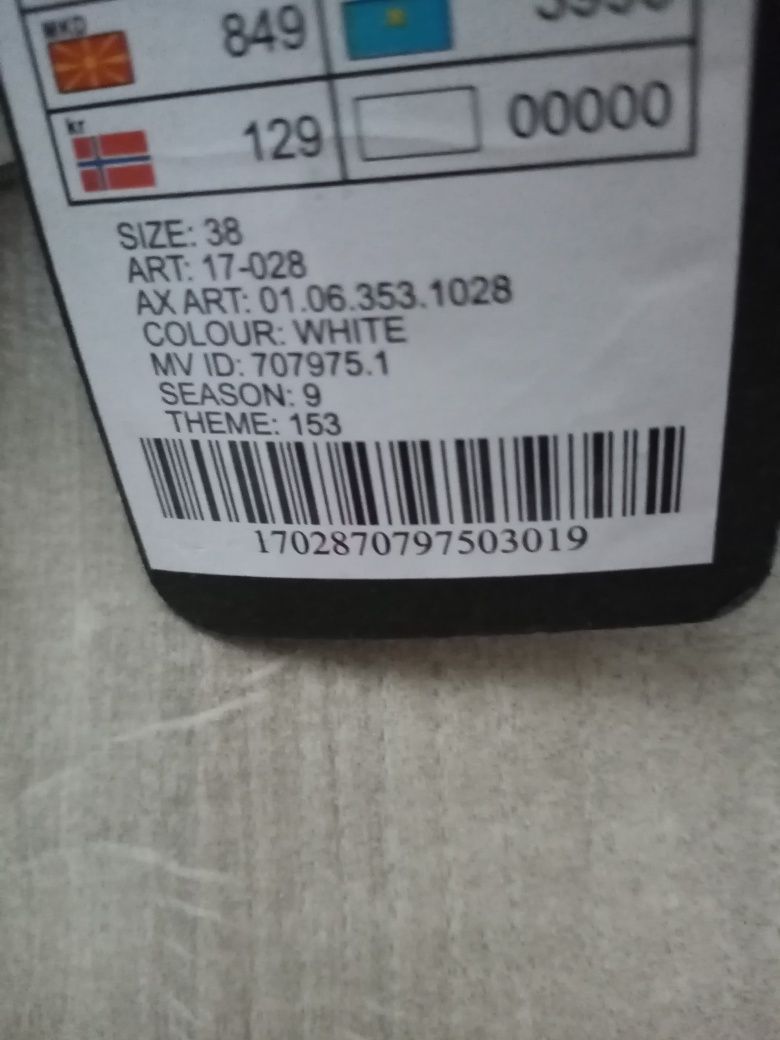 MKD
849
kr
129
00000
SIZE: 38
ART: 17-028
AX ART: 01.06.353.1028
COLOUR: WHITE
MV ID: 707975.1
SEASON: 9
THEME: 153
1702870797503019